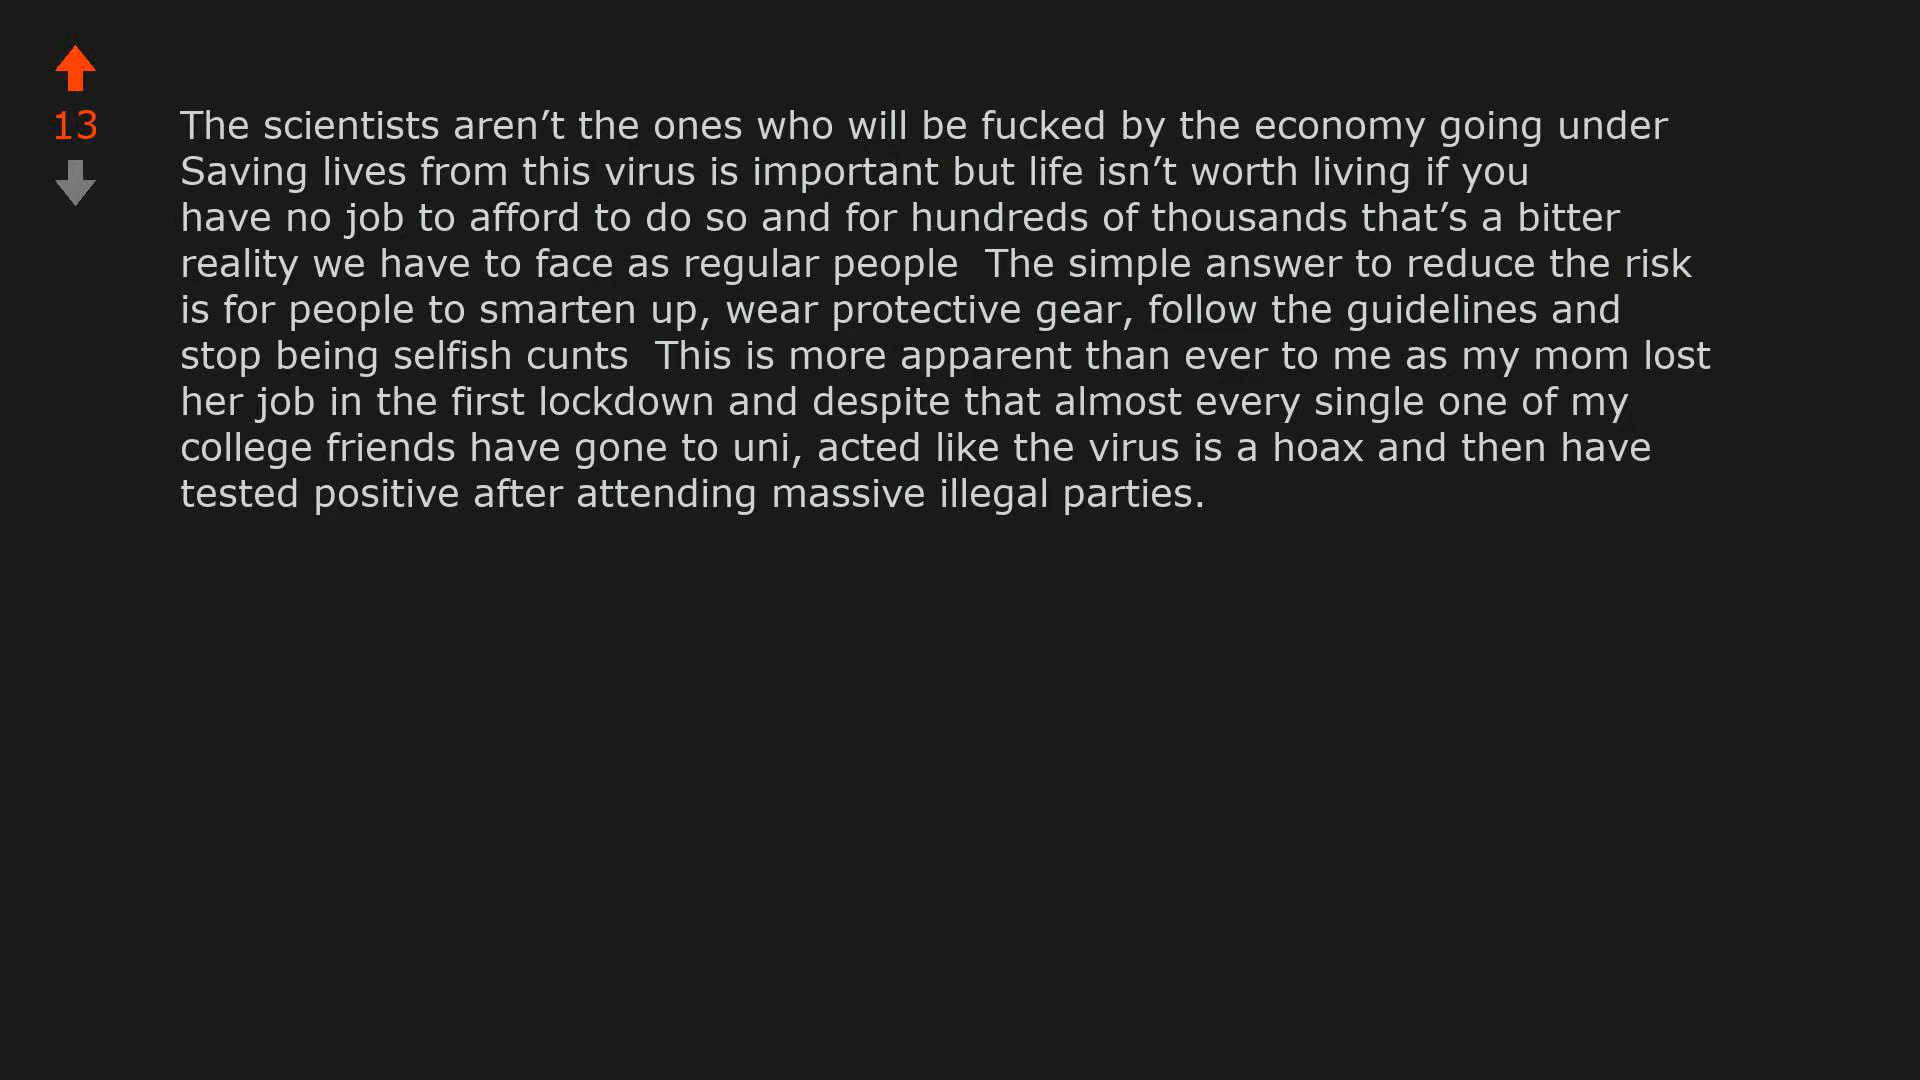 13
The scientists aren’t the ones who will be fucked by the economy going under
Saving lives from this virus is important but life isn’t worth living if you
have no job to afford to do so and for hundreds of thousands that’s a bitter
reality we have to face as regular people  The simple answer to reduce the risk
is for people to smarten up, wear protective gear, follow the guidelines and
stop being selfish cunts  This is more apparent than ever to me as my mom lost
her job in the first lockdown and despite that almost every single one of my
college friends have gone to uni, acted like the virus is a hoax and then have
tested positive after attending massive illegal parties.